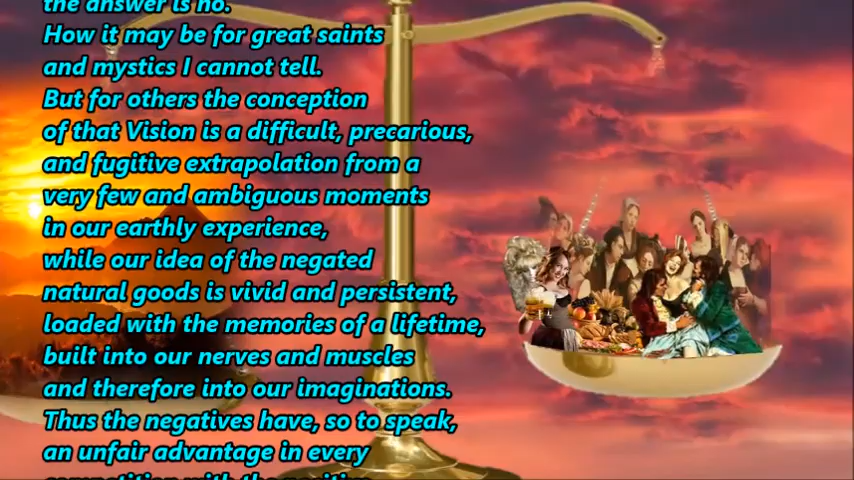 the answer is no.
How it may be for great saints
and mystics I cannot tell.
But for others the conception
of that Vision is a difficult, precarious,
and fugitive extrapolation from a
very few and ambiguous moments
in our earthly experience,
while our idea of the negated
natural goods is vivid and persistent,
loaded with the memories of a lifetime,
built into our nerves and muscles
and therefore into our imaginations.
Thus the negatives have, so to speak,
an unfair advantage in every
competition with the positive